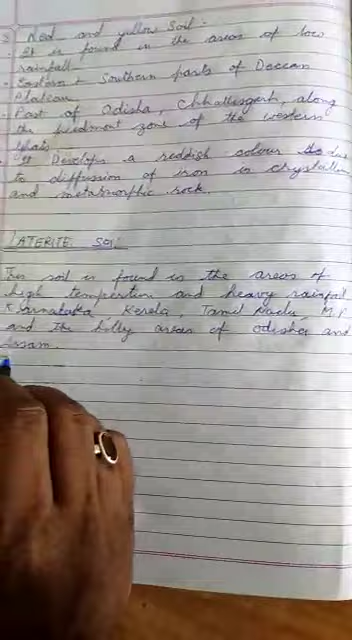 3) Red and yellow Soil -
It is found in the areas of low
rainfall
- Eastern & Southern parts of Deccan
Plateau
- Part of Odisha, Chhattisgarh, along
the piedmont zone of the western
Ghats
- It Develops a reddish colour due
to diffusion of iron in crystalline
and metamorphic rock.
LATERITE SOIL
This soil is found in the areas of
high tempertion and heavy rainfall
Karnataka, Kerela, Tamil Nadu, M.P
and the hilly areas of odisha and
Assam.